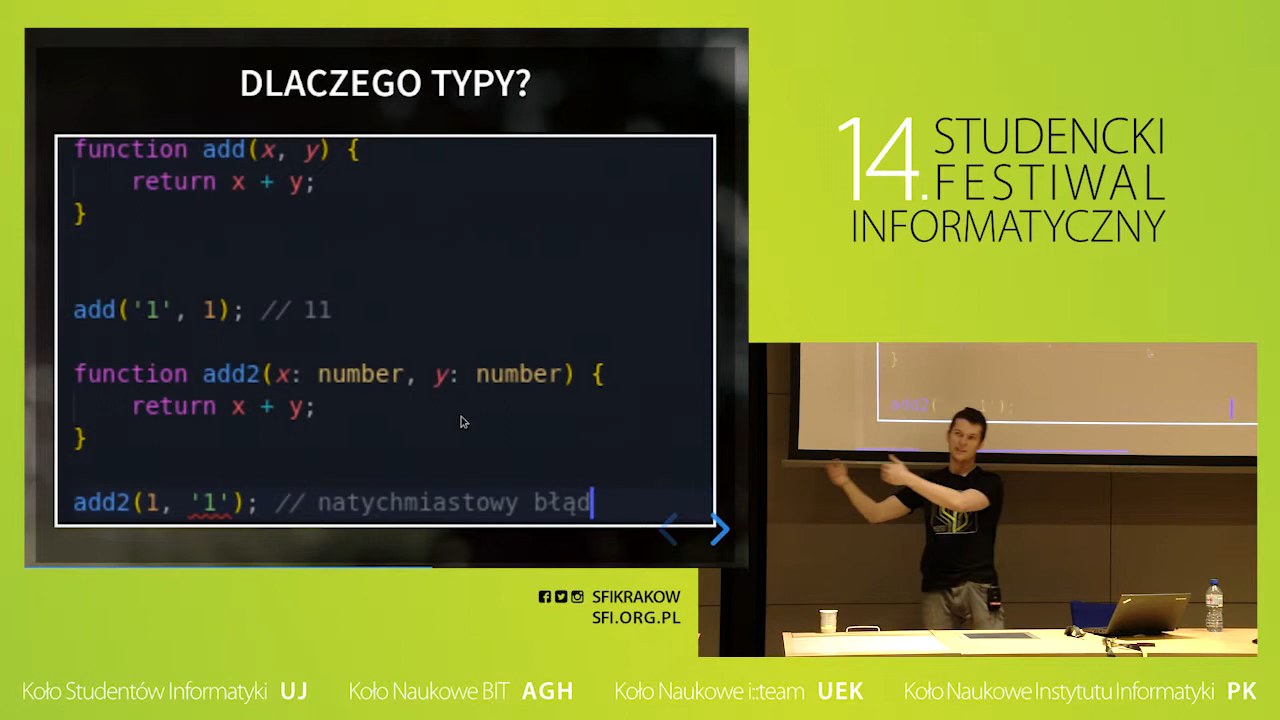 DLACZEGO TYPY?
function add(x, y) {
return x + y;
}
add('1', 1); // 11
function add2(x: number, y: number) {
return x + y;
}
add2(1, '1'); // natychmiastowy błąd
14. STUDENCKI
FESTIWAL
INFORMATYCZNY
SFIKRAKOW
SFI.ORG.PL
Koło Studentów Informatyki UJ
Koło Naukowe BIT AGH
Koło Naukowe i::team UEK
Koło Naukowe Instytutu Informatyki PK